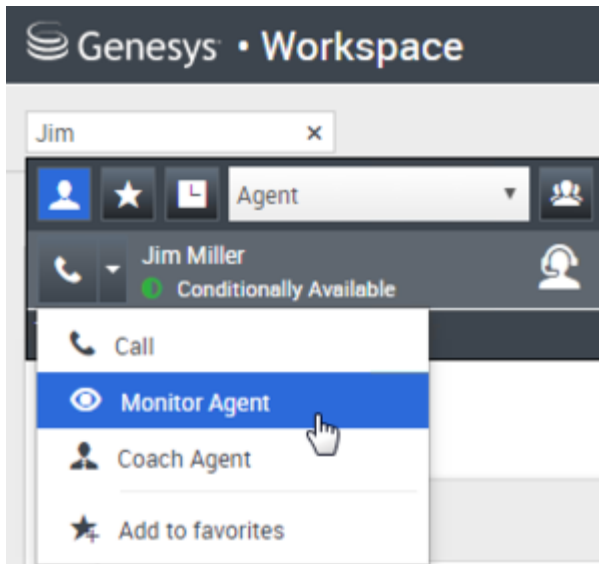 Genesys • Workspace
Jim
Agent
Jim Miller
Conditionally Available
Call
Monitor Agent
Coach Agent
Add to favorites